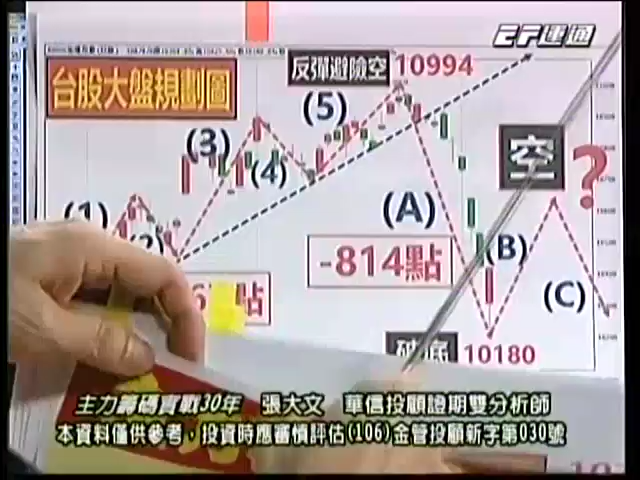 EF建通
反彈避險空 10994
台股大盤規劃圖
(5)
(3)
(4)
空 ?
(1)
(2)
(A)
(B)
-814點
(C)
點
破底 10180
主力籌碼實戰30年 張大文 華信投顧證期雙分析師
本資料僅供參考，投資時應審慎評估(106)金管投顧新字第030號